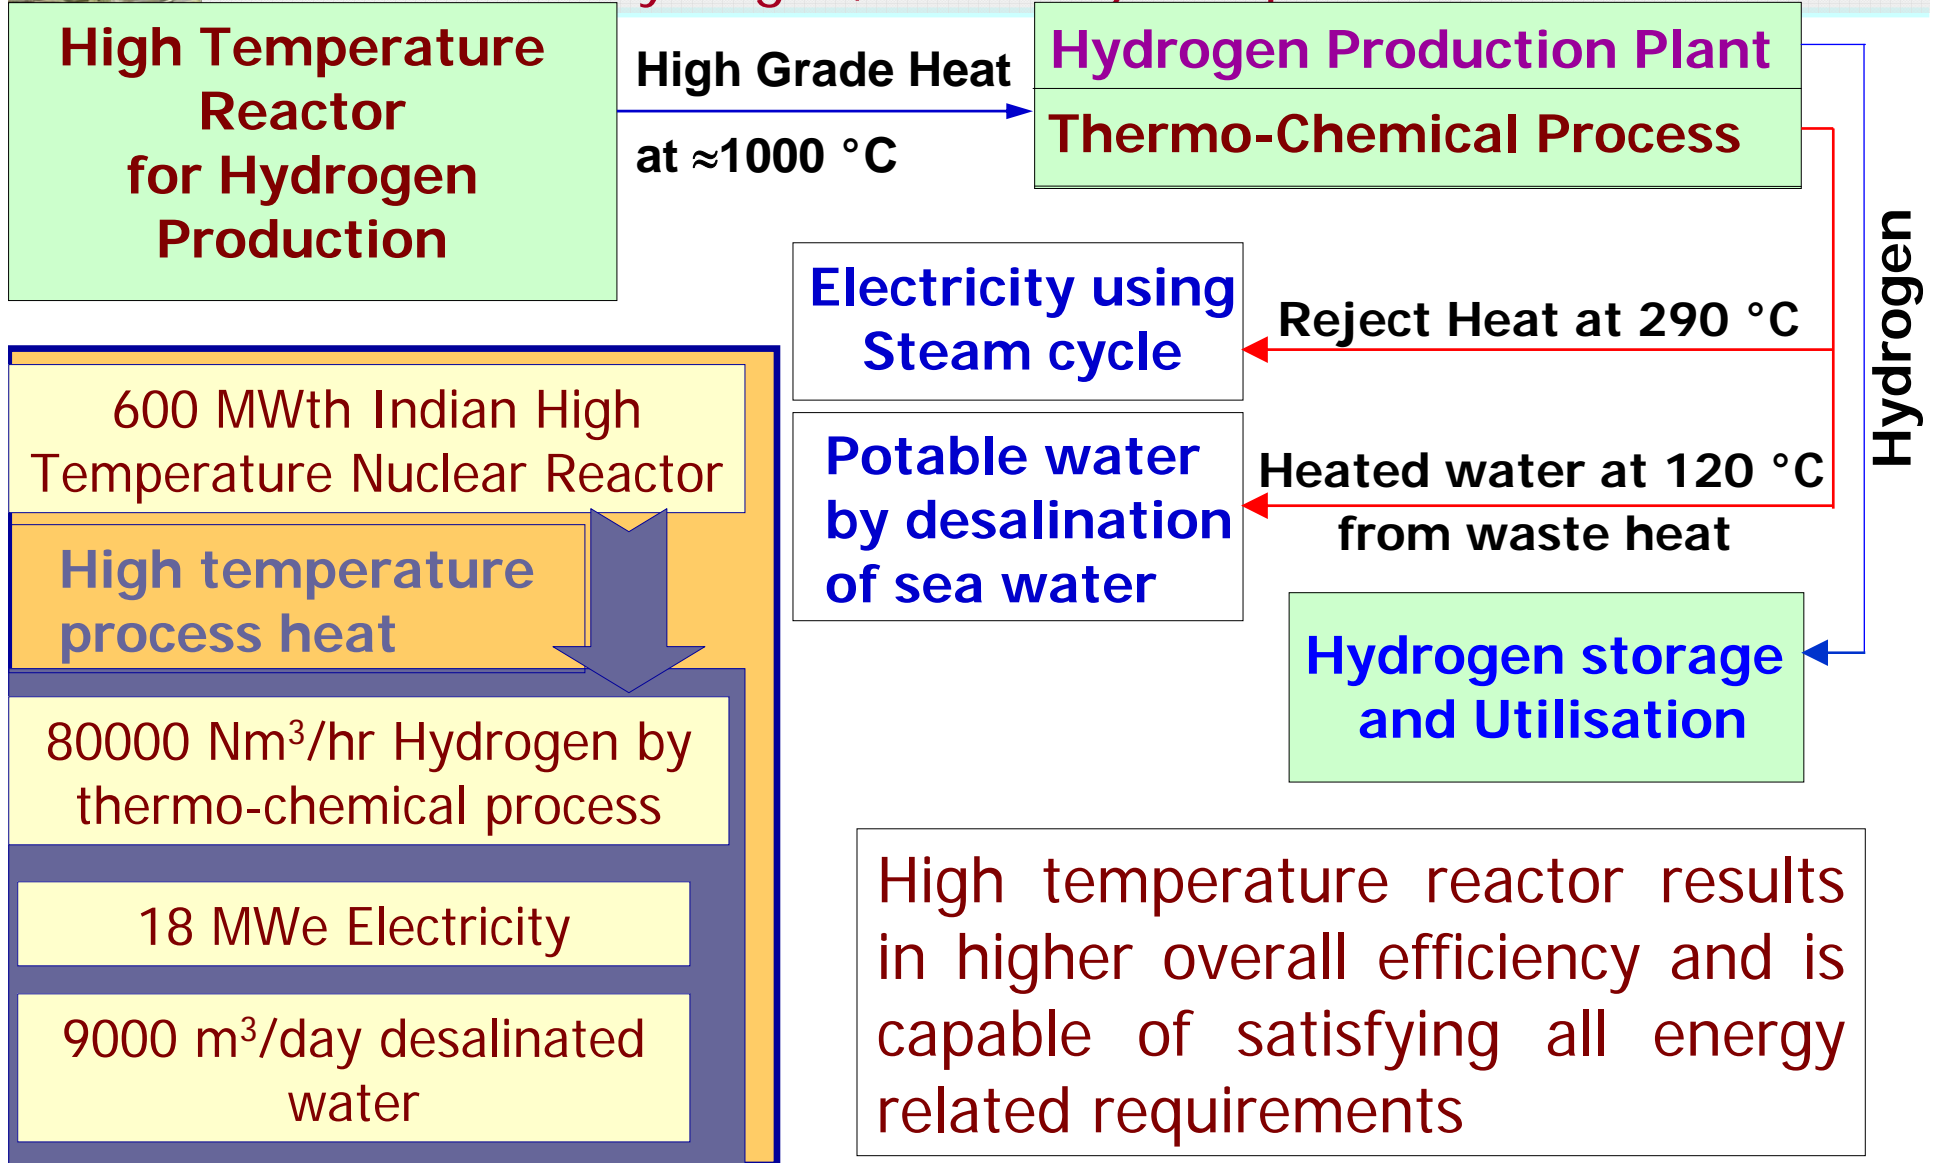 High Temperature
Reactor
for Hydrogen
Production
High Grade Heat
at ≈1000 °C
Hydrogen Production Plant
Thermo-Chemical Process
Hydrogen
Electricity using
Steam cycle
Reject Heat at 290 °C
Potable water
by desalination
of sea water
Heated water at 120 °C
from waste heat
Hydrogen storage
and Utilisation
600 MWth Indian High
Temperature Nuclear Reactor
High temperature
process heat
80000 Nm³/hr Hydrogen by
thermo-chemical process
18 MWe Electricity
9000 m³/day desalinated
water
High temperature reactor results
in higher overall efficiency and is
capable of satisfying all energy
related requirements